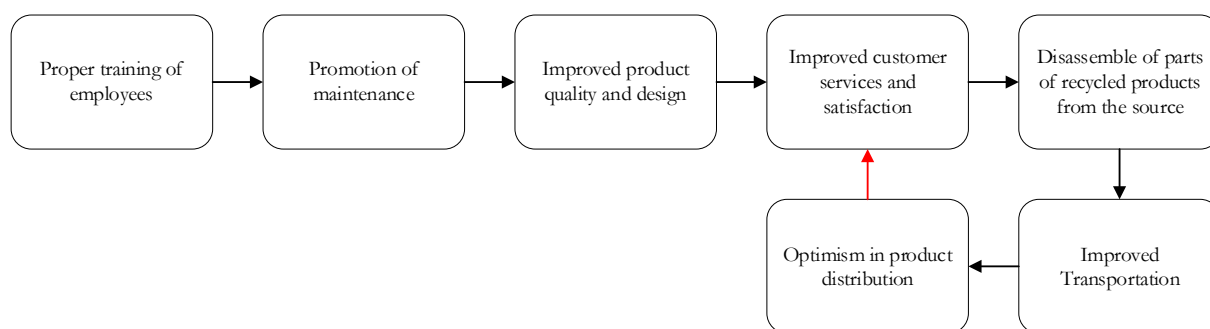 Proper training of
employees
Promotion of
maintenance
Improved product
quality and design
Improved customer
services and
satisfaction
Disassemble of parts
of recycled products
from the source
Optimism in product
distribution
Improved
Transportation